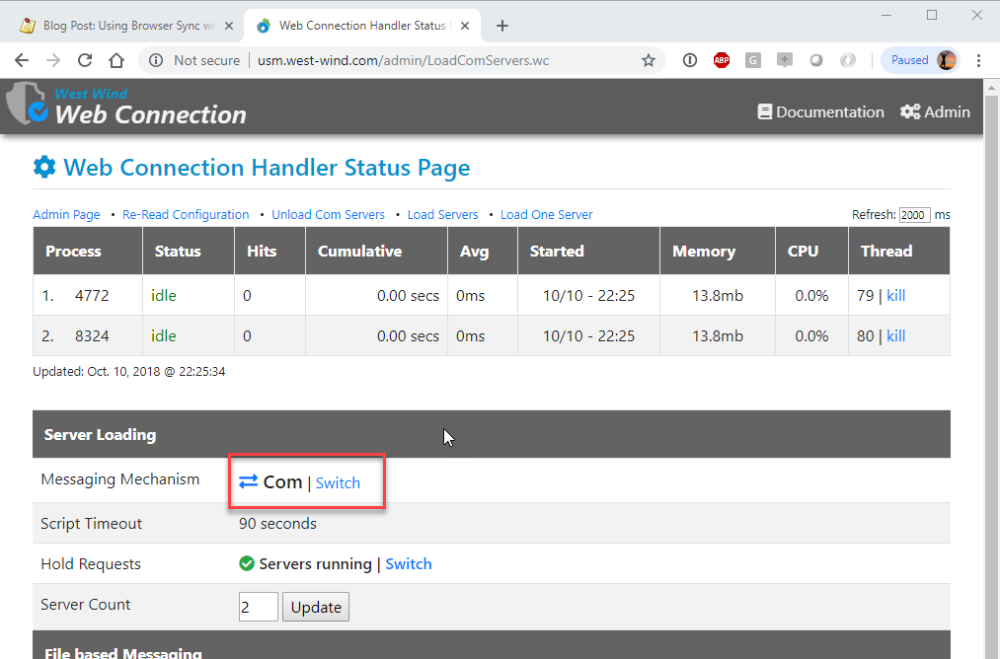 Blog Post: Using Browser Sync w
Web Connection Handler Status
Not secure | usm.west-wind.com/admin/LoadComServers.wc
ABP
G
Paused
West Wind
Web Connection
Documentation
Admin
Web Connection Handler Status Page
Admin Page • Re-Read Configuration • Unload Com Servers • Load Servers • Load One Server
Refresh: 2000 ms
Process Status Hits Cumulative Avg Started Memory CPU Thread
1. 4772 idle 0 0.00 secs 0ms 10/10 - 22:25 13.8mb 0.0% 79 | kill
2. 8324 idle 0 0.00 secs 0ms 10/10 - 22:25 13.8mb 0.0% 80 | kill
Updated: Oct. 10, 2018 @ 22:25:34
Server Loading
Messaging Mechanism Com | Switch
Script Timeout 90 seconds
Hold Requests Servers running | Switch
Server Count 2 Update
File based Messaging